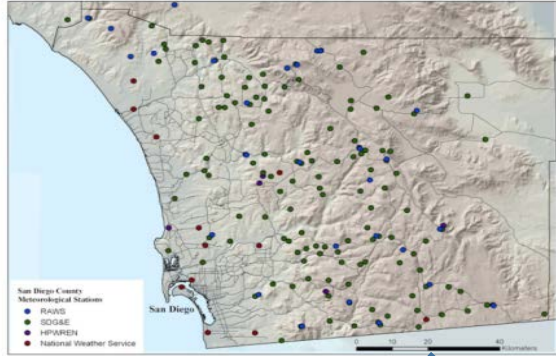 San Diego
San Diego County
Meteorological Stations
RAWS
SDG&E
HPWREN
National Weather Service
0 10 20 40
Kilometers